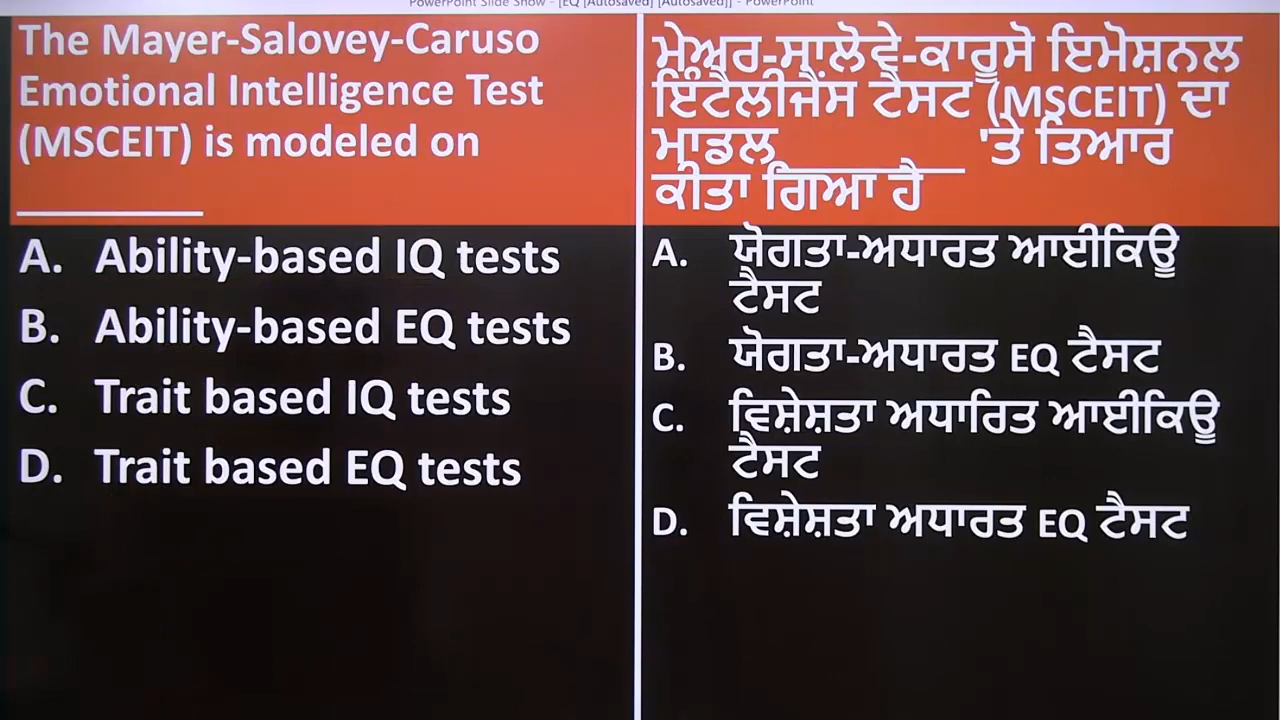 PowerPoint Slide Show - [EQ [Autosaved] [Autosaved]] - PowerPoint
The Mayer-Salovey-Caruso
Emotional Intelligence Test
(MSCEIT) is modeled on
__________
A. Ability-based IQ tests
B. Ability-based EQ tests
C. Trait based IQ tests
D. Trait based EQ tests
ਮੇਅਰ-ਸਾਲੋਵੇ-ਕਾਰੂਸੋ ਇਮੋਸ਼ਨਲ
ਇੰਟੈਲੀਜੈਂਸ ਟੈਸਟ (MSCEIT) ਦਾ
ਮਾਡਲ__________ 'ਤੇ ਤਿਆਰ
ਕੀਤਾ ਗਿਆ ਹੈ
A. ਯੋਗਤਾ-ਅਧਾਰਤ ਆਈਕਿਊ
ਟੈਸਟ
B. ਯੋਗਤਾ-ਅਧਾਰਤ EQ ਟੈਸਟ
C. ਵਿਸ਼ੇਸ਼ਤਾ ਅਧਾਰਿਤ ਆਈਕਿਊ
ਟੈਸਟ
D. ਵਿਸ਼ੇਸ਼ਤਾ ਅਧਾਰਤ EQ ਟੈਸਟ